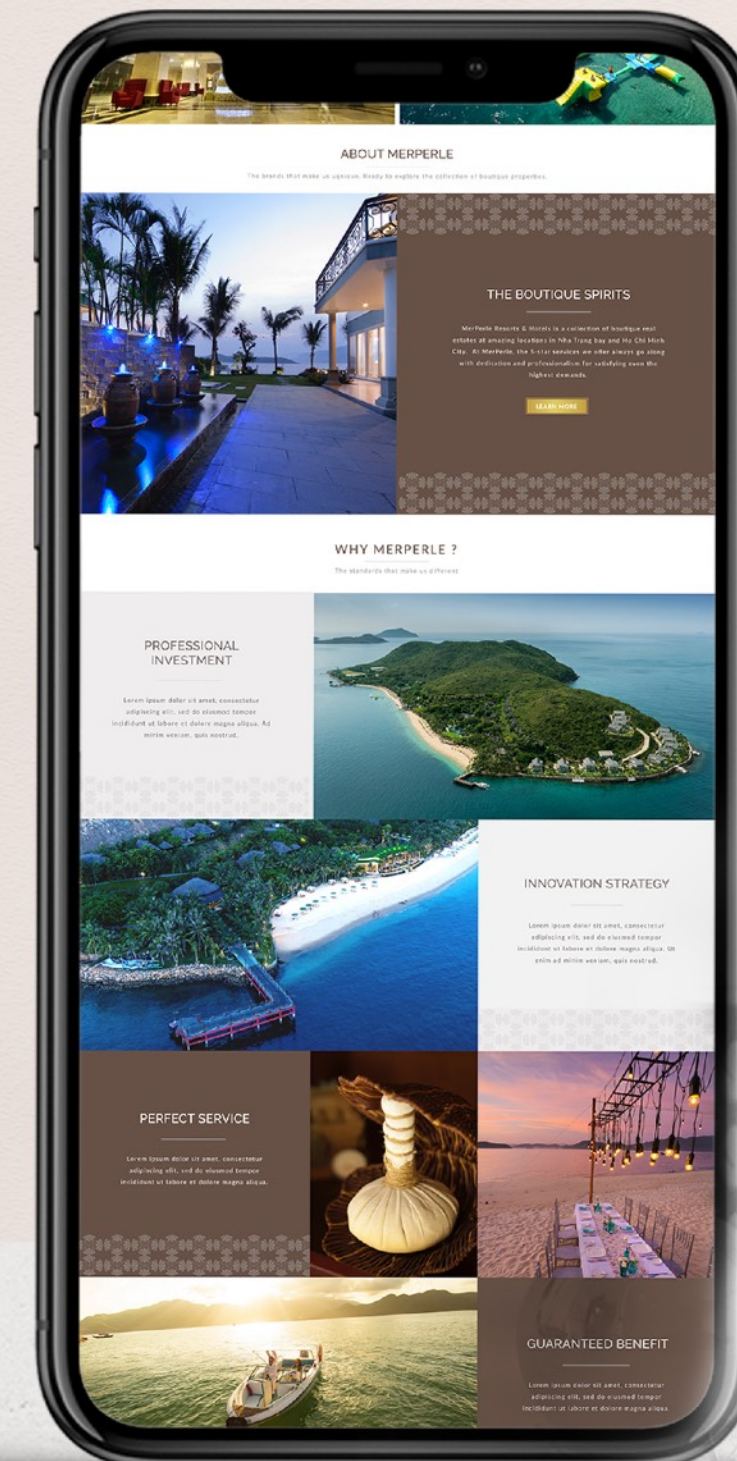 ABOUT MERPERLE
The brands that make us uqnique. Ready to explore the collection of boutique properties.
THE BOUTIQUE SPIRITS
MerPerle Resorts & Hotels is a collection of boutique real
estates at amazing locations in Nha Trang bay and Ho Chi Minh
City. At MerPerle, the 5-star services we offer always go along
with dedication and professionalism for satisfying even the
highest demands.
LEARN MORE
WHY MERPERLE ?
The standards that make us different
PROFESSIONAL
INVESTMENT
Lorem ipsum dolor sit amet, consectetur
adipiscing elit, sed do eiusmod tempor
incididunt ut labore et dolore magna aliqua. Ad
minim veniam, quis nostrud.
INNOVATION STRATEGY
Lorem ipsum dolor sit amet, consectetur
adipiscing elit, sed do eiusmod tempor
incididunt ut labore et dolore magna aliqua. Ut
enim ad minim veniam, quis nostrud.
PERFECT SERVICE
Lorem ipsum dolor sit amet, consectetur
adipiscing elit, sed do eiusmod tempor
incididunt ut labore et dolore magna aliqua.
GUARANTEED BENEFIT
Lorem ipsum dolor sit amet, consectetur
adipiscing elit, sed do eiusmod tempor
incididunt ut labore et dolore magna aliqua.